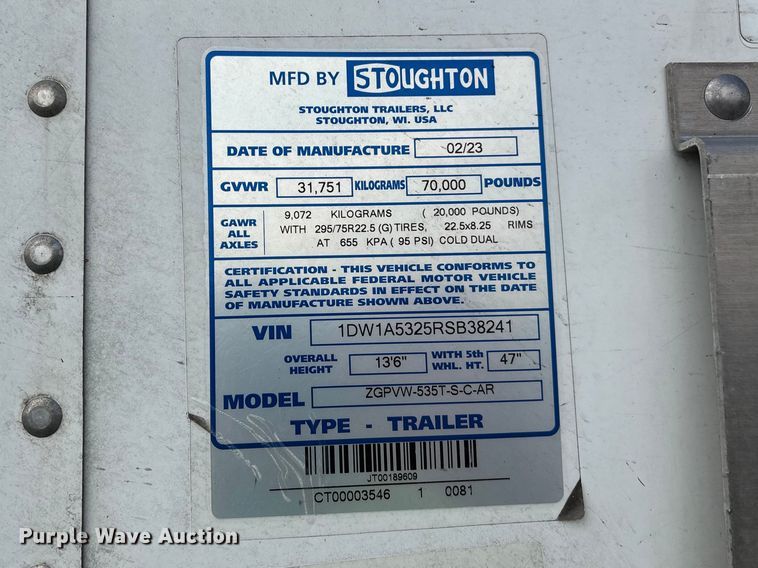 MFD BY STOUGHTON
STOUGHTON TRAILERS, LLC
STOUGHTON, WI. USA
DATE OF MANUFACTURE 02/23
GVWR 31,751 KILOGRAMS 70,000 POUNDS
GAWR ALL AXLES
9,072 KILOGRAMS ( 20,000 POUNDS)
WITH 295/75R22.5 (G) TIRES, 22.5x8.25 RIMS
AT 655 KPA ( 95 PSI) COLD DUAL
CERTIFICATION - THIS VEHICLE CONFORMS TO
ALL APPLICABLE FEDERAL MOTOR VEHICLE
SAFETY STANDARDS IN EFFECT ON THE DATE
OF MANUFACTURE SHOWN ABOVE.
VIN 1DW1A5325RSB38241
OVERALL HEIGHT 13'6" WITH 5th WHL. HT. 47"
MODEL ZGPVW-535T-S-C-AR
TYPE - TRAILER
JT00189609
CT00003546 1 0081
Purple Wave Auction